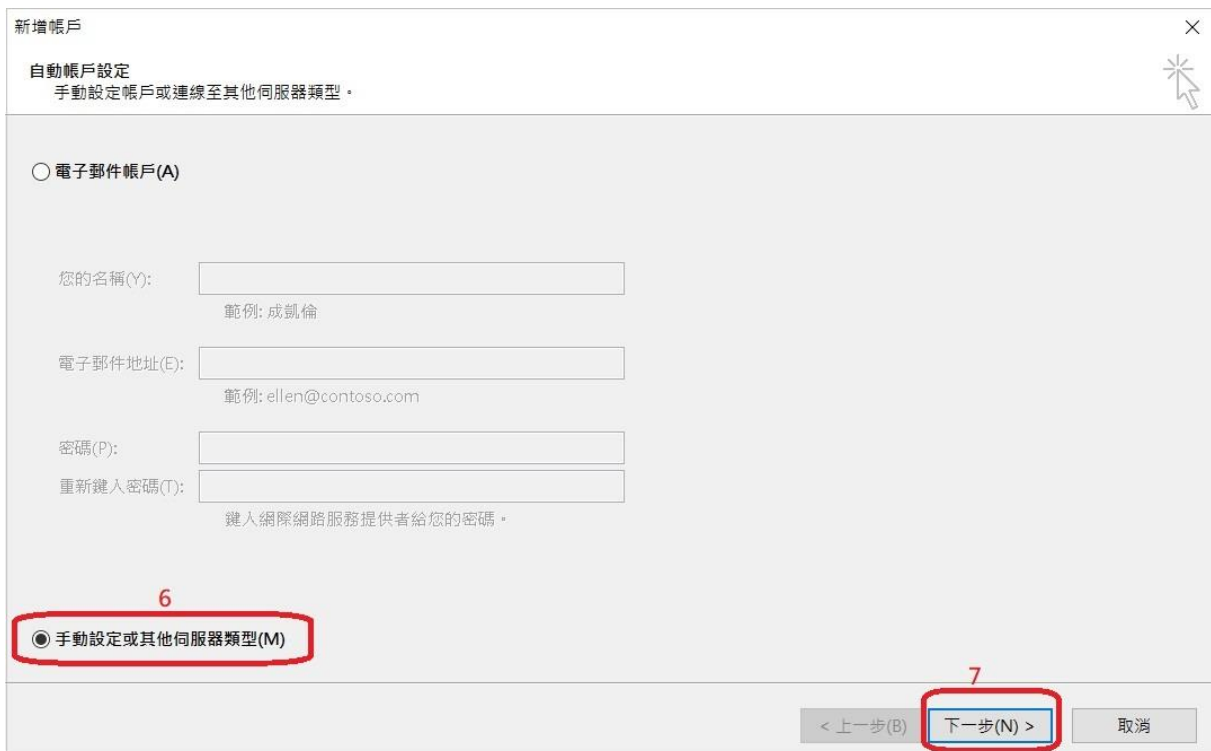 新增帳戶
自動帳戶設定
手動設定帳戶或連線至其他伺服器類型。
電子郵件帳戶(A)
您的名稱(Y):
範例: 成凱倫
電子郵件地址(E):
範例: ellen@contoso.com
密碼(P):
重新鍵入密碼(T):
鍵入網際網路服務提供者給您的密碼。
6
手動設定或其他伺服器類型(M)
7
< 上一步(B) 下一步(N) > 取消